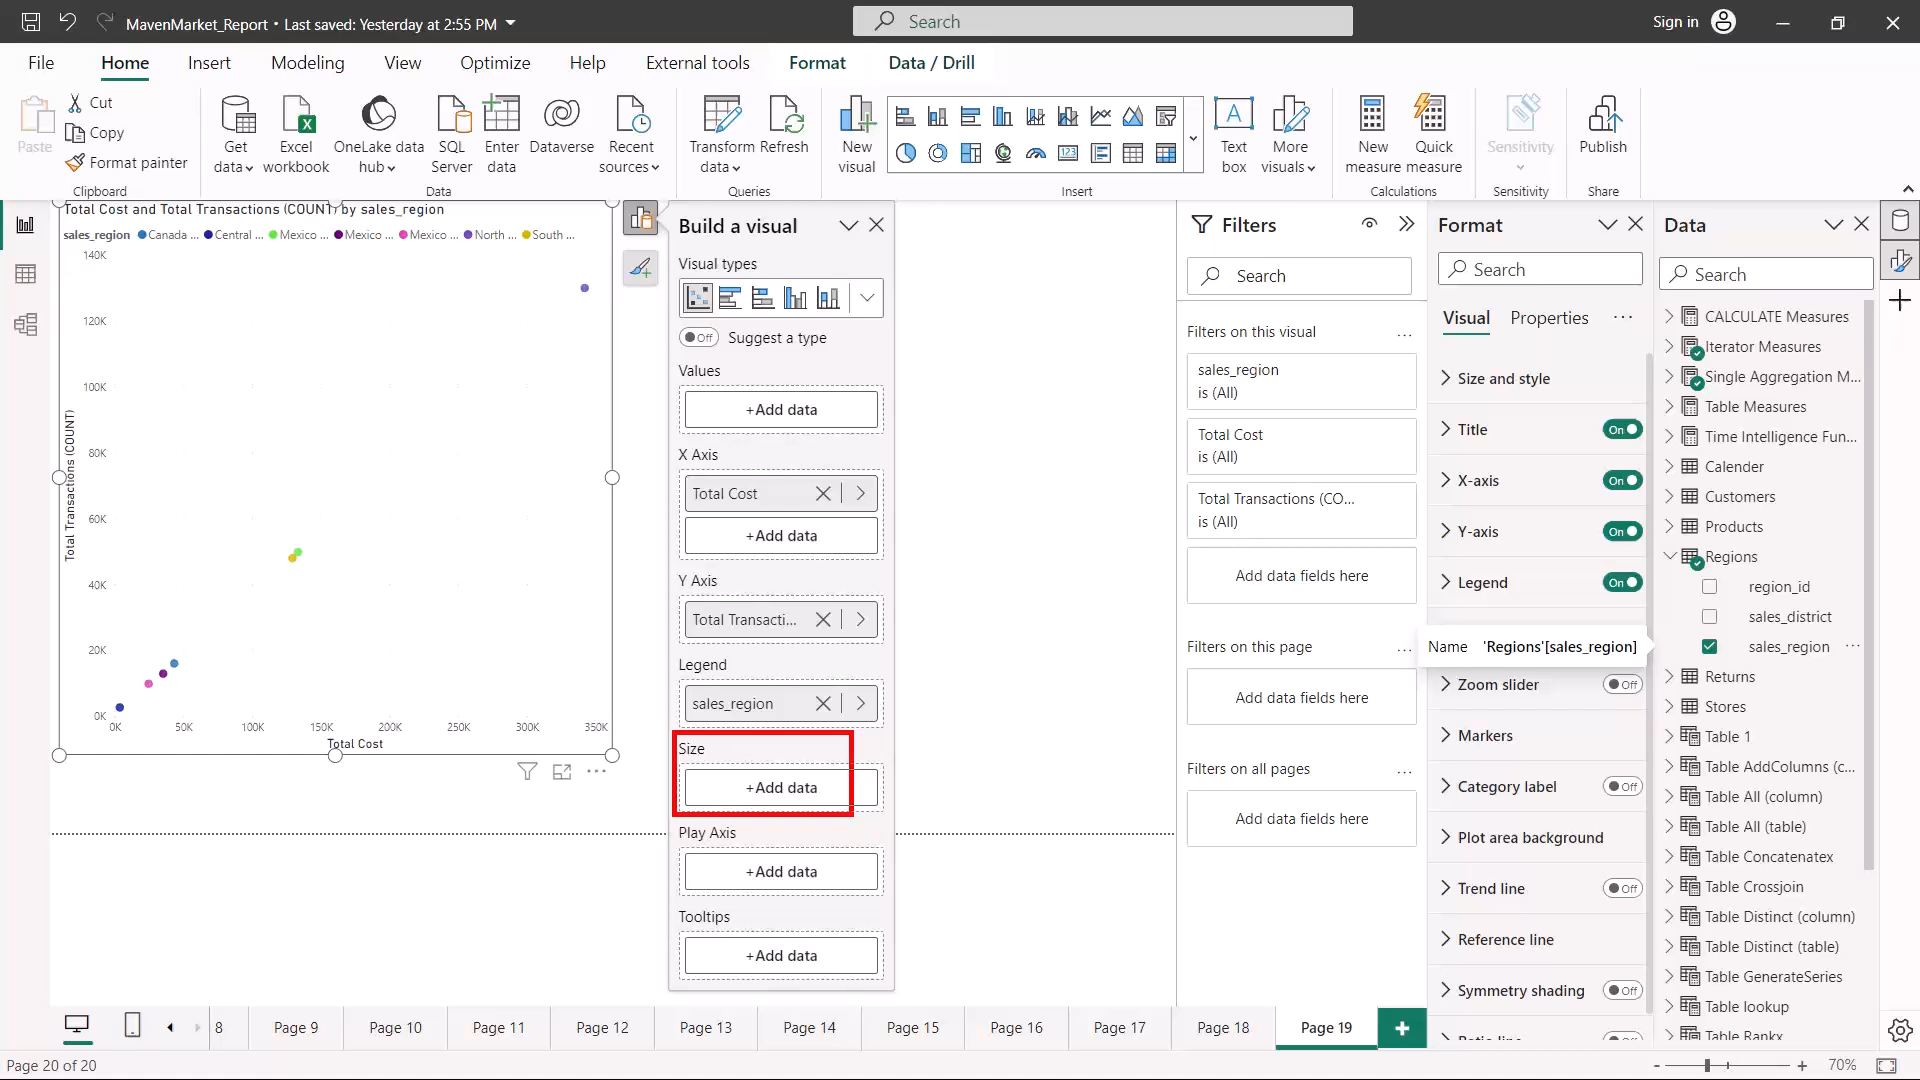 MavenMarket_Report • Last saved: Yesterday at 2:55 PM
Search
Sign in
File
Home
Insert
Modeling
View
Optimize
Help
External tools
Format
Data / Drill
Paste
Cut
Copy
Format painter
Clipboard
Get data
Excel workbook
OneLake data hub
SQL Server
Enter data
Dataverse
Recent sources
Data
Transform data
Refresh
Queries
New visual
Text box
More visuals
Insert
New measure
Quick measure
Calculations
Sensitivity
Sensitivity
Publish
Share
Total Cost and Total Transactions (COUNT) by sales_region
sales_region Canada ... Central ... Mexico ... Mexico ... Mexico ... North ... South ...
140K
120K
100K
80K
60K
40K
20K
0K
Total Transactions (COUNT)
0K 50K 100K 150K 200K 250K 300K 350K
Total Cost
Build a visual
Visual types
Off Suggest a type
Values
+Add data
X Axis
Total Cost
+Add data
Y Axis
Total Transacti...
Legend
sales_region
Size
+Add data
Play Axis
+Add data
Tooltips
+Add data
Filters
Search
Filters on this visual ...
sales_region
is (All)
Total Cost
is (All)
Total Transactions (CO...
is (All)
Add data fields here
Filters on this page ...
Add data fields here
Filters on all pages ...
Add data fields here
Format
Search
Visual Properties ...
Size and style
Title On
X-axis On
Y-axis On
Legend On
Name 'Regions'[sales_region]
Zoom slider Off
Markers
Category label Off
Plot area background
Trend line Off
Reference line
Symmetry shading Off
Data
Search
CALCULATE Measures
Iterator Measures
Single Aggregation M...
Table Measures
Time Intelligence Fun...
Calender
Customers
Products
Regions
region_id
sales_district
sales_region ...
Returns
Stores
Table 1
Table AddColumns (c...
Table All (column)
Table All (table)
Table Concatenatex
Table Crossjoin
Table Distinct (column)
Table Distinct (table)
Table GenerateSeries
Table lookup
Table Rankx
8
Page 9
Page 10
Page 11
Page 12
Page 13
Page 14
Page 15
Page 16
Page 17
Page 18
Page 19
Page 20 of 20
- + 70%